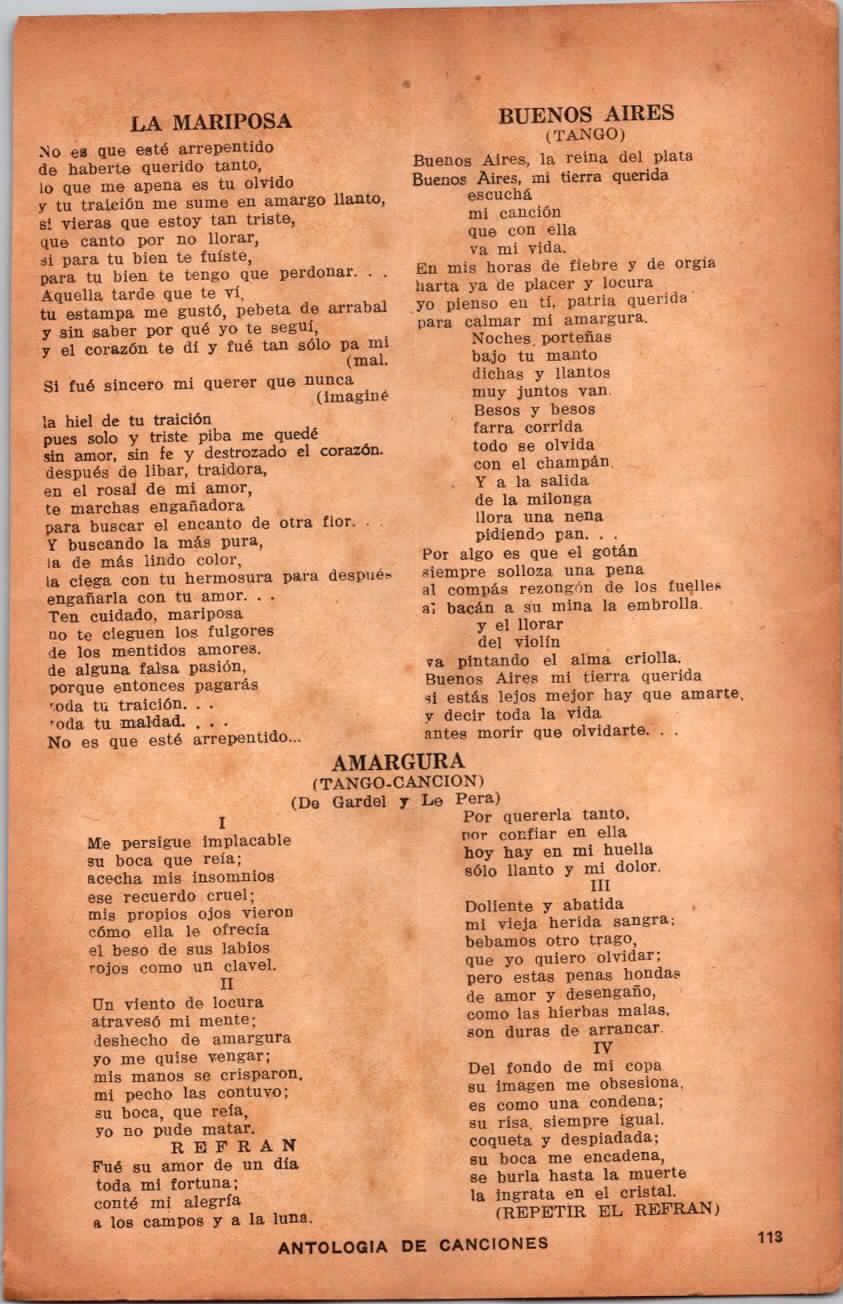 LA MARIPOSA
No es que esté arrepentido
de haberte querido tanto,
lo que me apena es tu olvido
y tu traición me sume en amargo llanto,
si vieras que estoy tan triste,
que canto por no llorar,
si para tu bien te fuíste,
para tu bien te tengo que perdonar. . .
Aquella tarde que te ví,
tu estampa me gustó, pebeta de arrabal
y sin saber por qué yo te seguí,
y el corazón te dí y fué tan sólo pa mi
(mal.
Si fué sincero mi querer que nunca
(imaginé
la hiel de tu traición
pues solo y triste piba me quedé
sin amor, sin fe y destrozado el corazón.
después de libar, traidora,
en el rosal de mi amor,
te marchas engañadora
para buscar el encanto de otra flor. . .
Y buscando la más pura,
la de más lindo color,
la ciega con tu hermosura para después
engañarla con tu amor. . .
Ten cuidado, mariposa
no te cieguen los fulgores
de los mentidos amores.
de alguna falsa pasión,
porque entonces pagarás
toda tu traición. . .
toda tu maldad. . . .
No es que esté arrepentido...
BUENOS AIRES
(TANGO)
Buenos Aires, la reina del plata
Buenos Aires, mi tierra querida
escuchá
mi canción
que con ella
va mi vida.
En mis horas de fiebre y de orgía
harta ya de placer y locura
yo pienso en tí, patria querida
para calmar mi amargura.
Noches porteñas
bajo tu manto
dichas y llantos
muy juntos van.
Besos y besos
farra corrida
todo se olvida
con el champán.
Y a la salida
de la milonga
llora una nena
pidiendo pan. . .
Por algo es que el gotán
siempre solloza una pena
al compás rezongón de los fuelles
al bacán a su mina la embrolla.
y el llorar
del violín
va pintando el alma criolla.
Buenos Aires mi tierra querida
si estás lejos mejor hay que amarte,
y decir toda la vida
antes morir que olvidarte. . .
AMARGURA
(TANGO-CANCION)
(De Gardel y Le Pera)
I
Me persigue implacable
su boca que reía;
acecha mis insomnios
ese recuerdo cruel;
mis propios ojos vieron
cómo ella le ofrecía
el beso de sus labios
rojos como un clavel.
II
Un viento de locura
atravesó mi mente;
deshecho de amargura
yo me quise vengar;
mis manos se crisparon,
mi pecho las contuvo;
su boca, que reía,
yo no pude matar.
REFRAN
Fué su amor de un día
toda mi fortuna;
conté mi alegría
a los campos y a la luna.
Por quererla tanto,
por confiar en ella
hoy hay en mi huella
sólo llanto y mi dolor.
III
Doliente y abatida
mi vieja herida sangra;
bebamos otro trago,
que yo quiero olvidar;
pero estas penas hondas
de amor y desengaño,
como las hierbas malas,
son duras de arrancar.
IV
Del fondo de mi copa
su imagen me obsesiona,
es como una condena;
su risa, siempre igual.
coqueta y despiadada;
su boca me encadena,
se burla hasta la muerte
la ingrata en el cristal.
(REPETIR EL REFRAN)
ANTOLOGIA DE CANCIONES
113